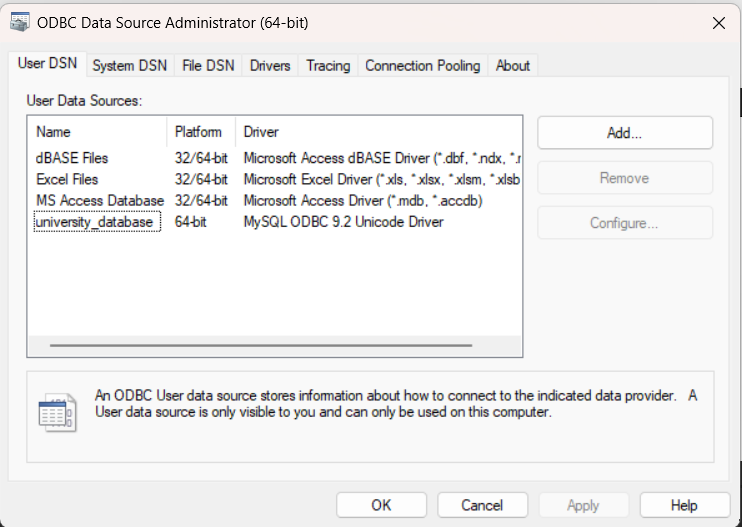 ODBC Data Source Administrator (64-bit)
User DSN System DSN File DSN Drivers Tracing Connection Pooling About
User Data Sources:
Name Platform Driver
dBASE Files 32/64-bit Microsoft Access dBASE Driver (*.dbf, *.ndx, *.r
Excel Files 32/64-bit Microsoft Excel Driver (*.xls, *.xlsx, *.xlsm, *.xlsb
MS Access Database 32/64-bit Microsoft Access Driver (*.mdb, *.accdb)
university_database 64-bit MySQL ODBC 9.2 Unicode Driver
Add...
Remove
Configure...
An ODBC User data source stores information about how to connect to the indicated data provider. A
User data source is only visible to you and can only be used on this computer.
OK Cancel Apply Help